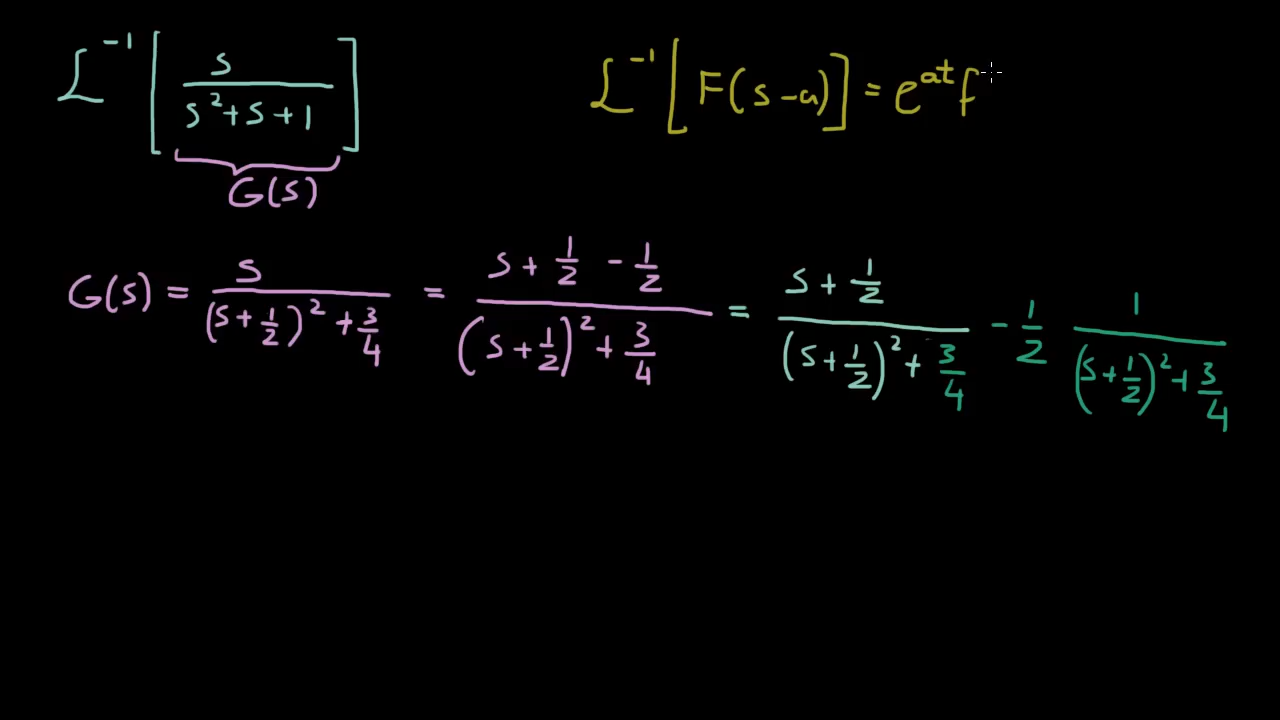 ℒ⁻¹ [ s / (s² + s + 1) ]
G(s)
ℒ⁻¹ [ F(s-a) ] = e^{at} f
G(s) = s / ((s + 1/2)² + 3/4) = (s + 1/2 - 1/2) / ((s + 1/2)² + 3/4) = (s + 1/2) / ((s + 1/2)² + 3/4) - 1/2 1 / ((s + 1/2)² + 3/4)